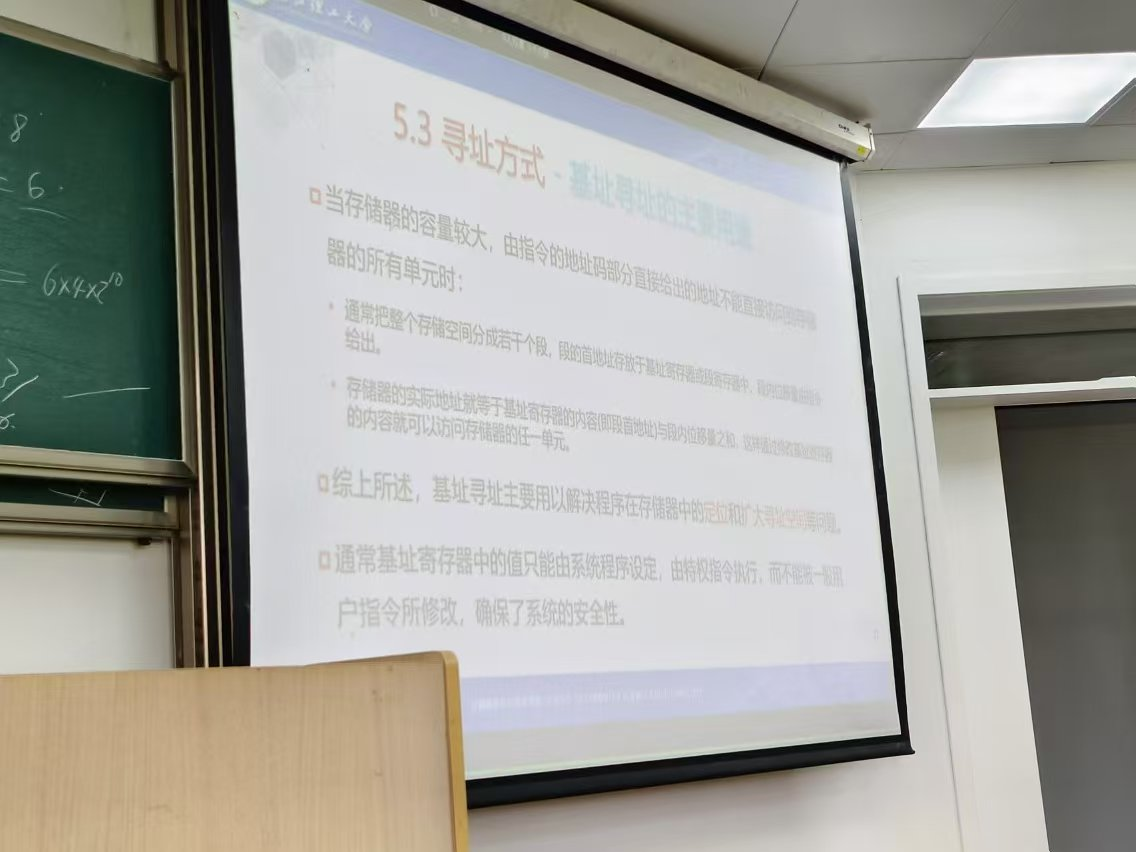 8
= 6
= 6×4×2¹⁰
理工大学
5.3 寻址方式 - 基址寻址的主要用途
当存储器的容量较大，由指令的地址码部分直接给出的地址不能直接访问到存储
器的所有单元时：
通常把整个存储空间分成若干个段，段的首地址存放于基址寄存器或段寄存器中，段内位移量由指令
给出。
存储器的实际地址就等于基址寄存器的内容(即段首地址)与段内位移量之和，这样通过修改基址寄存器
的内容就可以访问存储器的任一单元。
综上所述，基址寻址主要用以解决程序在存储器中的定位和扩大寻址空间等问题。
通常基址寄存器中的值只能由系统程序设定，由特权指令执行，而不能被一般用
户指令所修改，确保了系统的安全性。